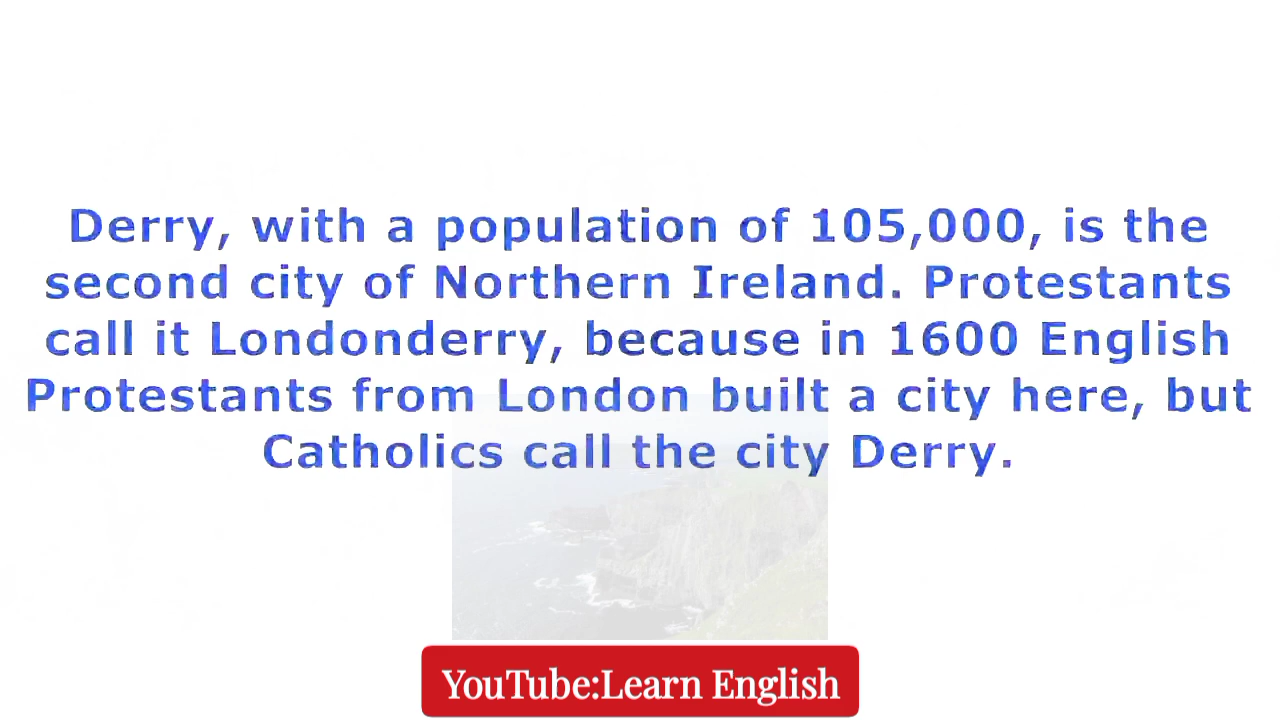 Derry, with a population of 105,000, is the
second city of Northern Ireland. Protestants
call it Londonderry, because in 1600 English
Protestants from London built a city here, but
Catholics call the city Derry.
YouTube:Learn English